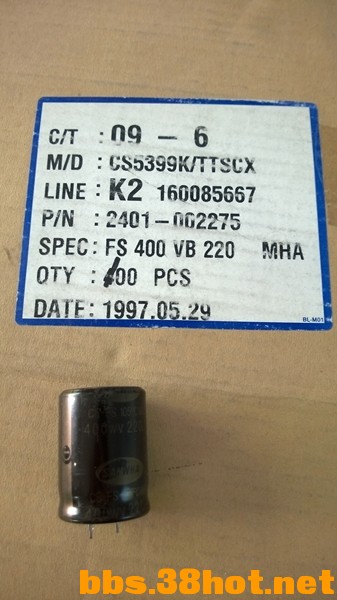 C/T : 09 - 6
M/D : CS5399K/TTSCX
LINE : K2 160085667
P/N : 2401-002275
SPEC: FS 400 VB 220 MHA
QTY : 00 PCS
DATE: 1997.05.29
BL-M01
bbs.38hot.net